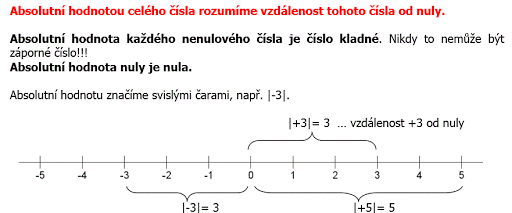 Absolutní hodnotou celého čísla rozumíme vzdálenost tohoto čísla od nuly.
Absolutní hodnota každého nenulového čísla je číslo kladné. Nikdy to nemůže být
záporné číslo!!!
Absolutní hodnota nuly je nula.
Absolutní hodnotu značíme svislými čarami, např. |-3|.
|+3|= 3 ... vzdálenost +3 od nuly
-5 -4 -3 -2 -1 0 1 2 3 4 5
|-3|= 3 |+5|= 5